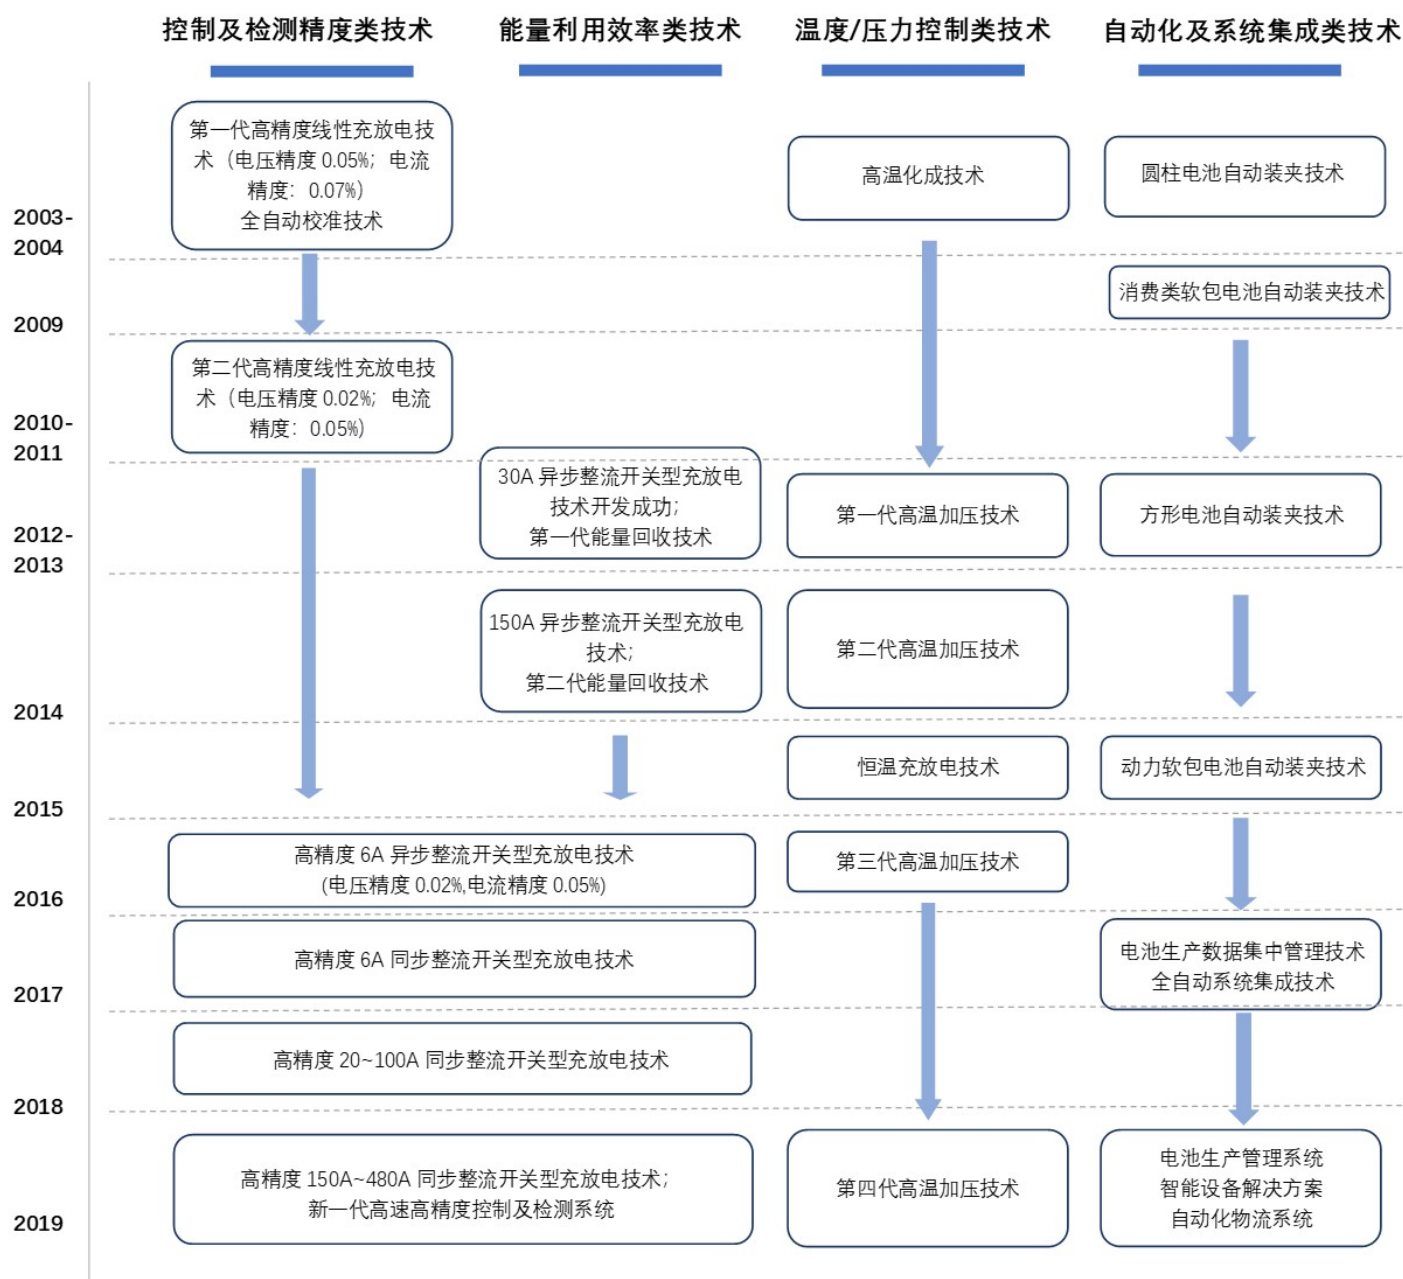 控制及检测精度类技术
能量利用效率类技术
温度/压力控制类技术
自动化及系统集成类技术
2003-
2004
第一代高精度线性充放电技
术（电压精度 0.05%；电流
精度：0.07%）
全自动校准技术
高温化成技术
圆柱电池自动装夹技术
2009
消费类软包电池自动装夹技术
2010-
2011
第二代高精度线性充放电技
术（电压精度 0.02%；电流
精度：0.05%）
2012-
2013
30A 异步整流开关型充放电
技术开发成功；
第一代能量回收技术
第一代高温加压技术
方形电池自动装夹技术
2014
150A 异步整流开关型充放电
技术；
第二代能量回收技术
第二代高温加压技术
2015
恒温充放电技术
动力软包电池自动装夹技术
2016
高精度 6A 异步整流开关型充放电技术
(电压精度 0.02%,电流精度 0.05%)
第三代高温加压技术
2017
高精度 6A 同步整流开关型充放电技术
电池生产数据集中管理技术
全自动系统集成技术
2018
高精度 20~100A 同步整流开关型充放电技术
2019
高精度 150A~480A 同步整流开关型充放电技术；
新一代高速高精度控制及检测系统
第四代高温加压技术
电池生产管理系统
智能设备解决方案
自动化物流系统